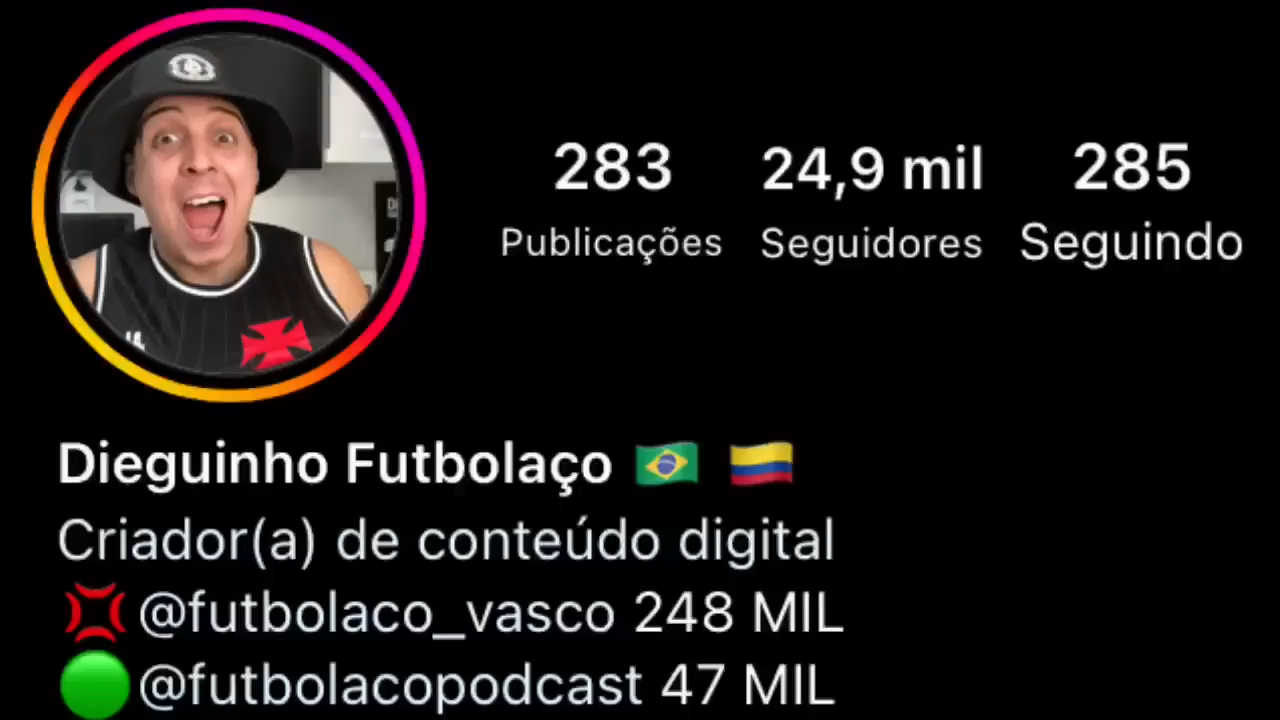 283 24,9 mil 285
Publicações Seguidores Seguindo
Dieguinho Futbolaço 🇧🇷 🇨🇴
Criador(a) de conteúdo digital
💢@futbolaco_vasco 248 MIL
🟢@futbolacopodcast 47 MIL